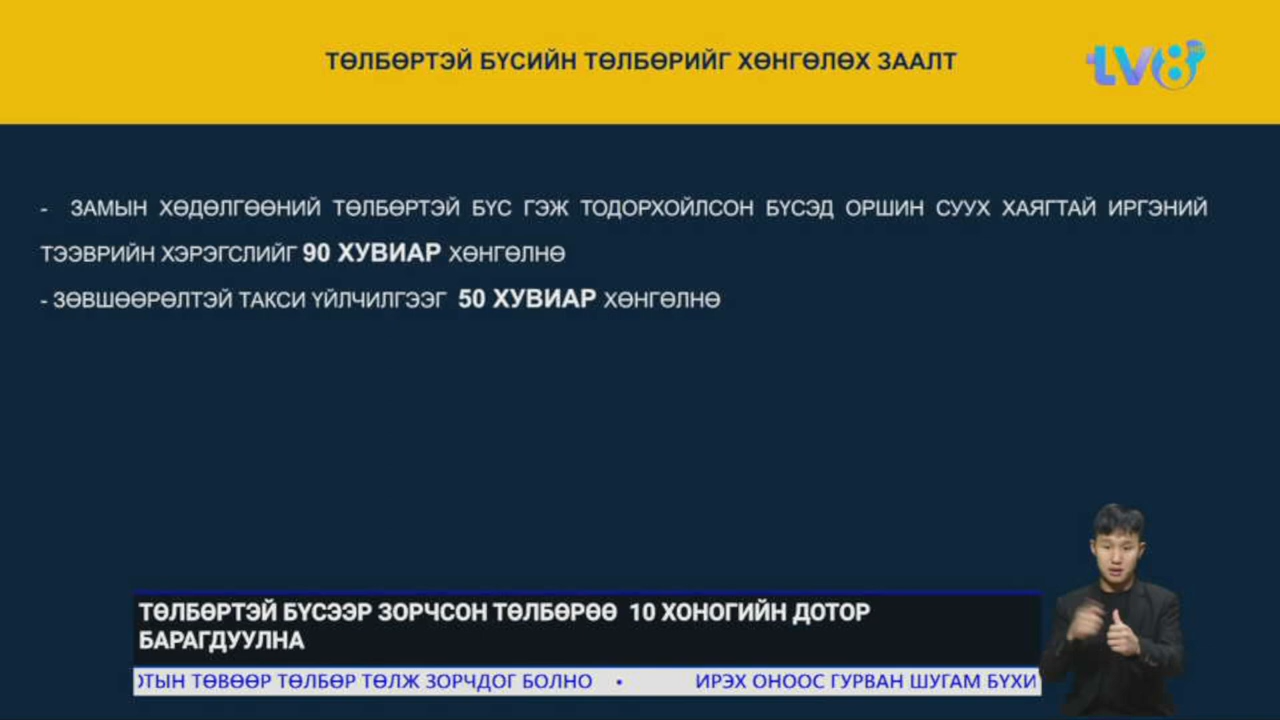 ТӨЛБӨРТЭЙ БҮСИЙН ТӨЛБӨРИЙГ ХӨНГӨЛӨХ ЗААЛТ
tv8
- ЗАМЫН ХӨДӨЛГӨӨНИЙ ТӨЛБӨРТЭЙ БҮС ГЭЖ ТОДОРХОЙЛСОН БҮСЭД ОРШИН СУУХ ХАЯГТАЙ ИРГЭНИЙ
ТЭЭВРИЙН ХЭРЭГСЛИЙГ 90 ХУВИАР ХӨНГӨЛНӨ
- ЗӨВШӨӨРӨЛТЭЙ ТАКСИ ҮЙЛЧИЛГЭЭГ 50 ХУВИАР ХӨНГӨЛНӨ
ТӨЛБӨРТЭЙ БҮСЭЭР ЗОРЧСОН ТӨЛБӨРӨӨ 10 ХОНОГИЙН ДОТОР
БАРАГДУУЛНА
ОТЫН ТӨВӨӨР ТӨЛБӨР ТӨЛЖ ЗОРЧДОГ БОЛНО • ИРЭХ ОНООС ГУРВАН ШУГАМ БҮХИ